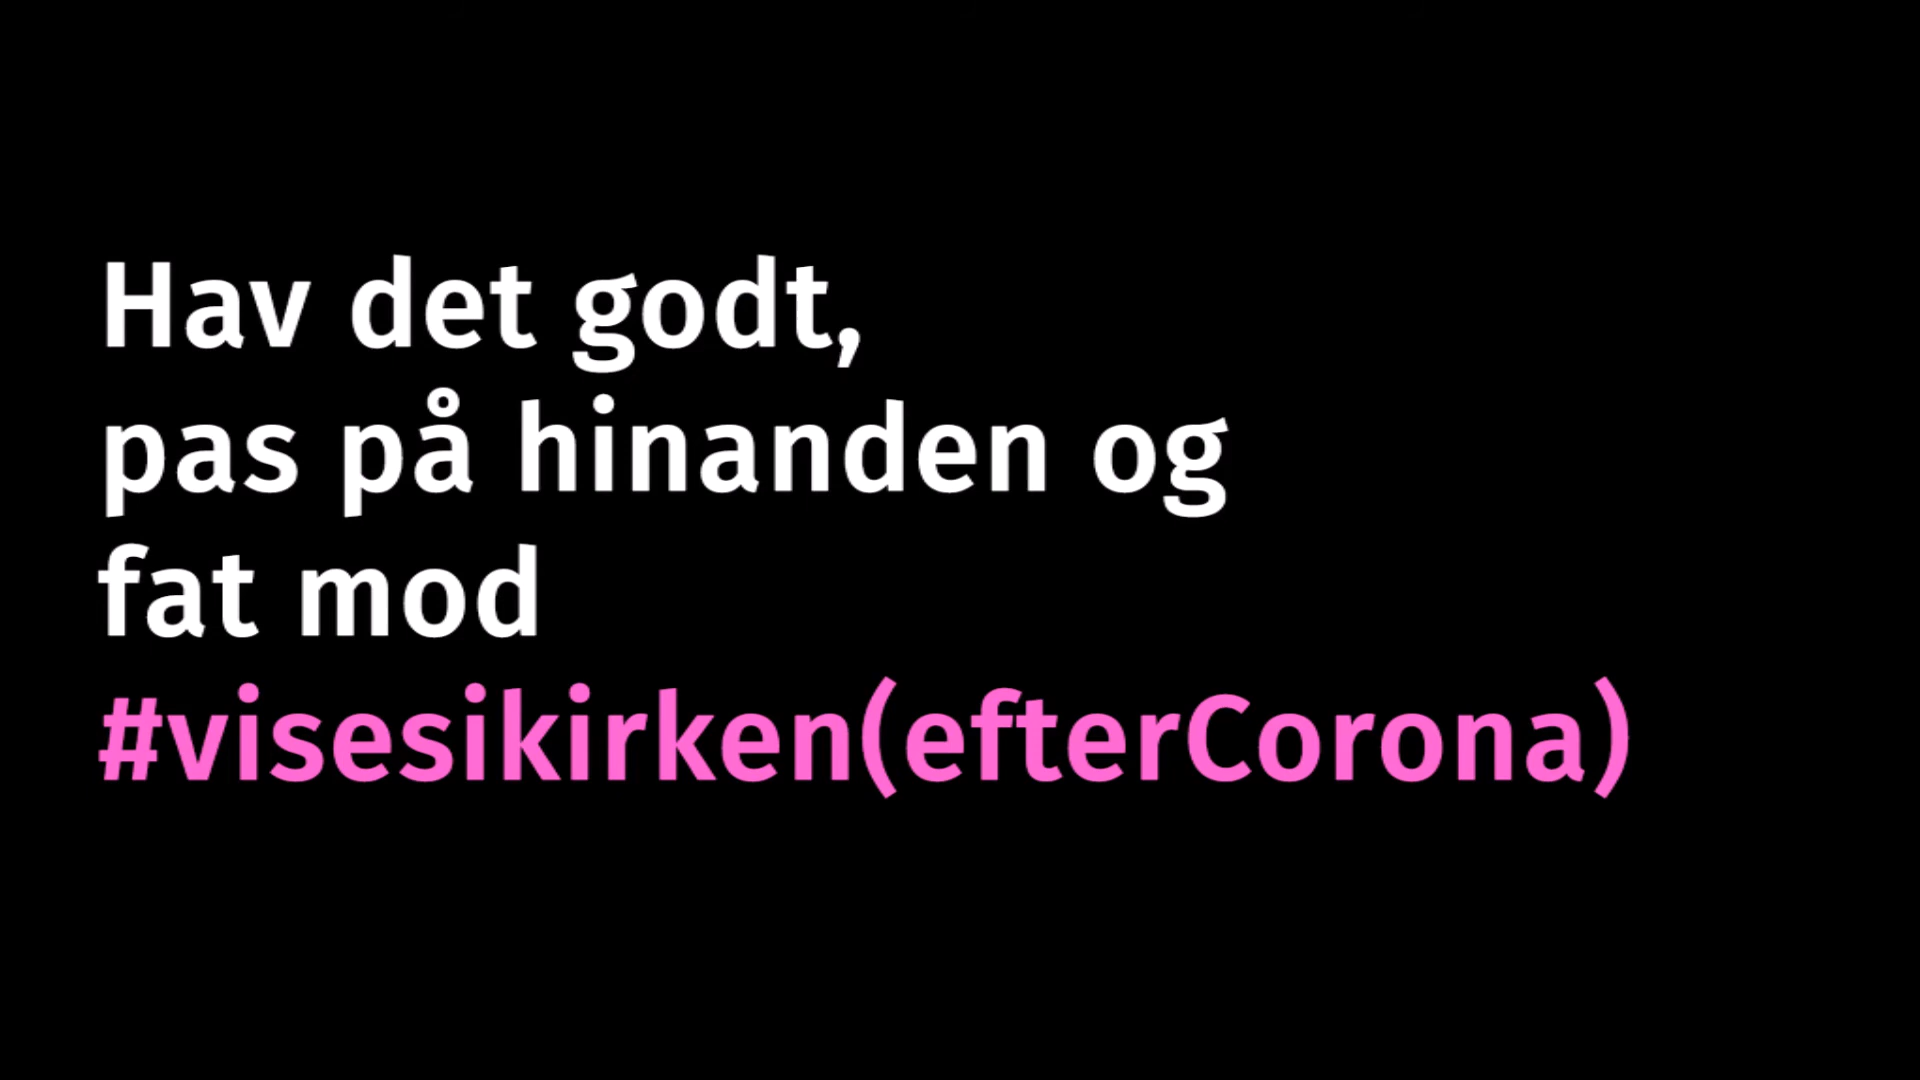 Hav det godt,
pas på hinanden og
fat mod
#visesikirken(efterCorona)